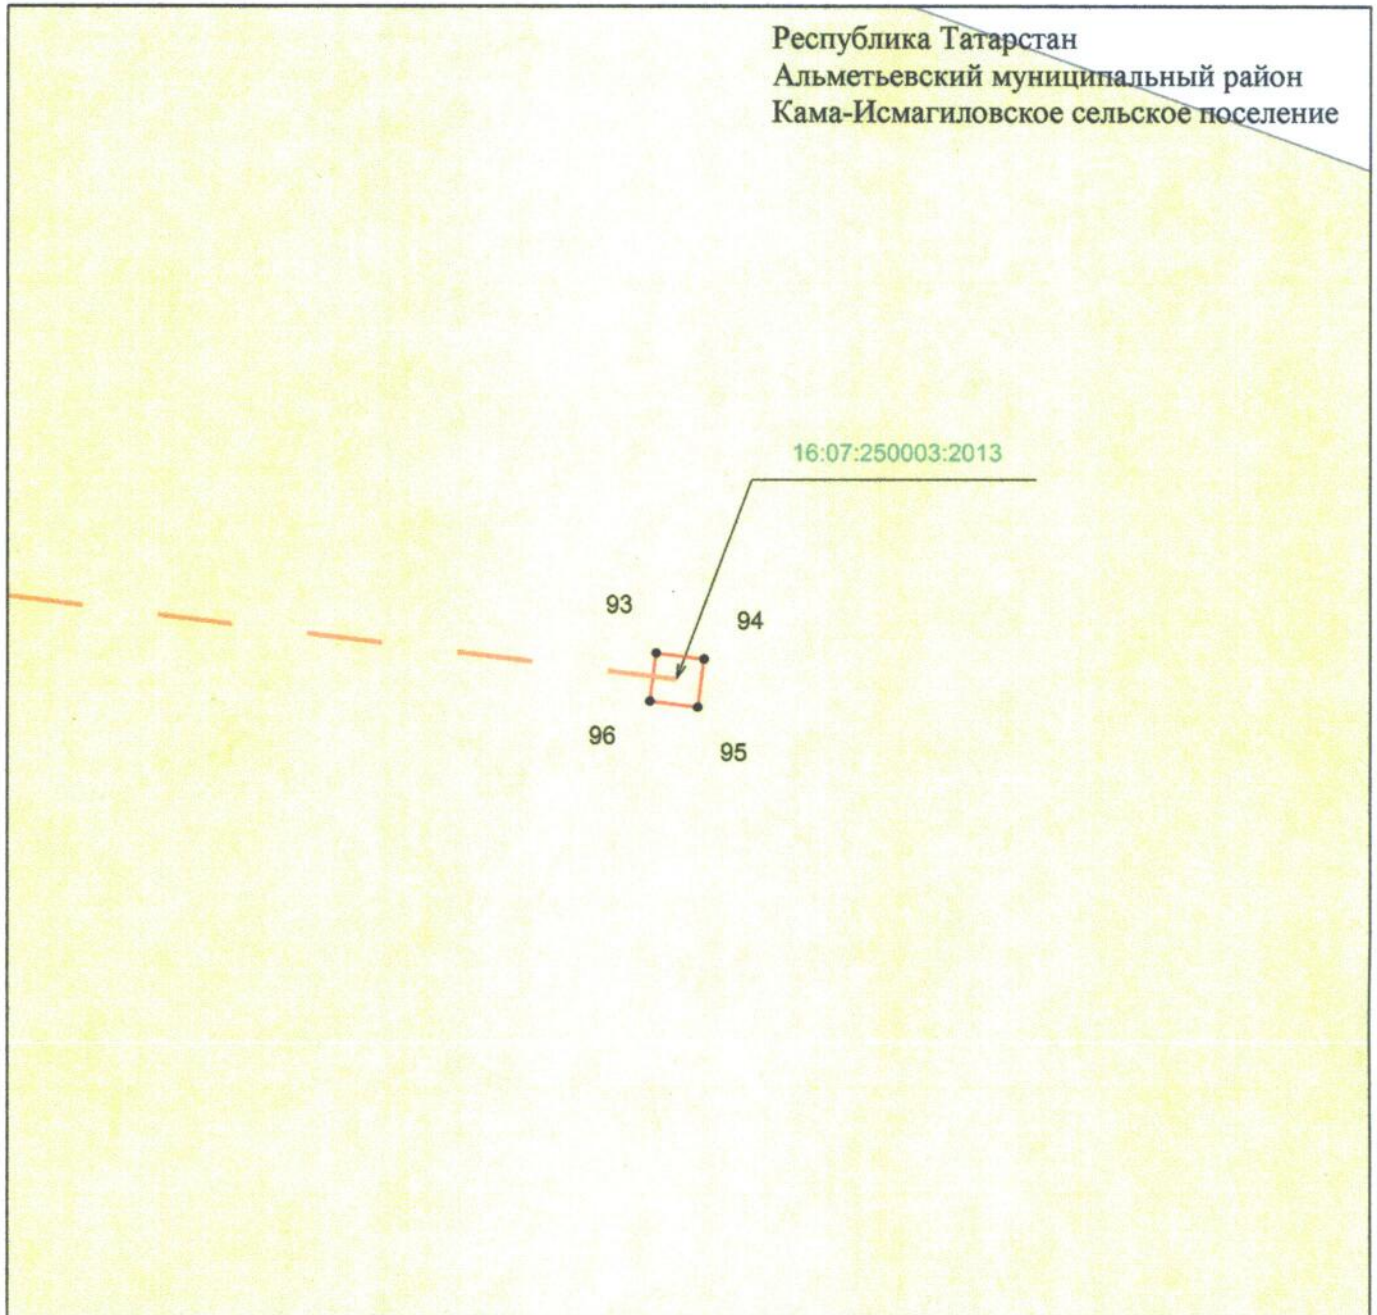 Республика Татарстан
Альметьевский муниципальный район
Кама-Исмагиловское сельское поселение
16:07:250003:2013
93
94
96
95